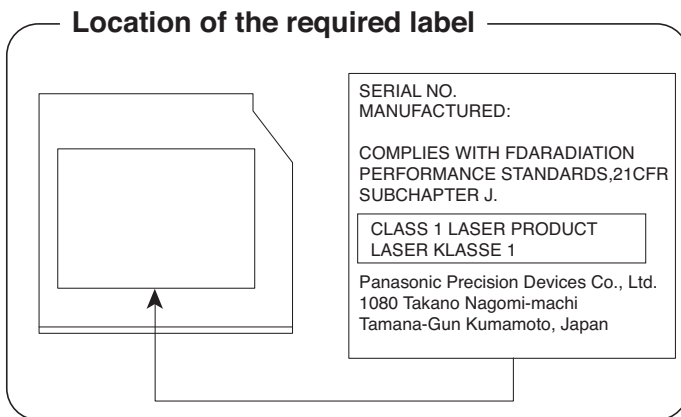 Location of the required label
SERIAL NO.
MANUFACTURED:
COMPLIES WITH FDARADIATION
PERFORMANCE STANDARDS,21CFR
SUBCHAPTER J.
CLASS 1 LASER PRODUCT
LASER KLASSE 1
Panasonic Precision Devices Co., Ltd.
1080 Takano Nagomi-machi
Tamana-Gun Kumamoto, Japan